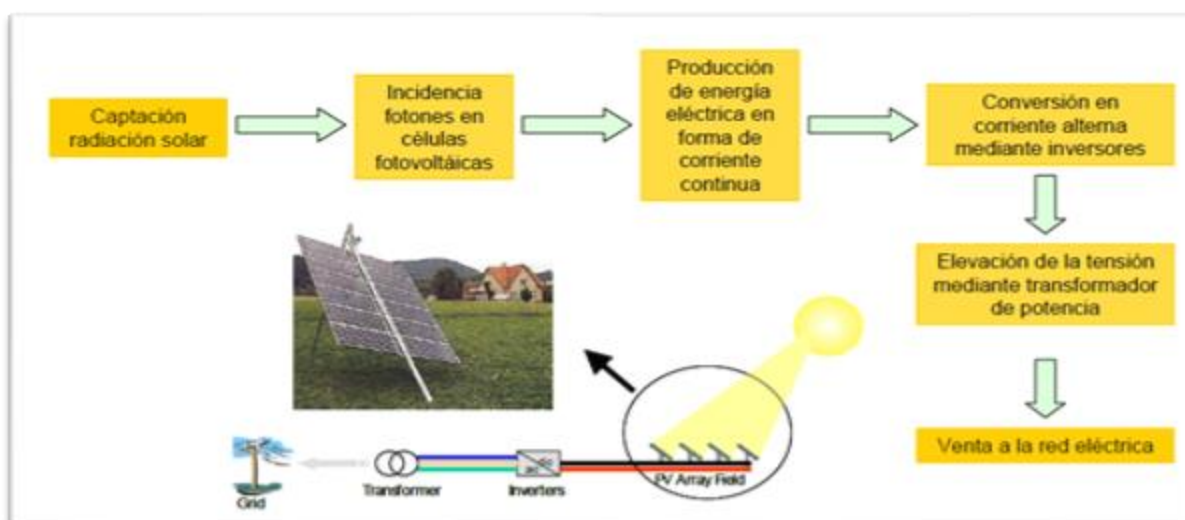 Captación
radiación solar
Incidencia
fotones en
células
fotovoltáicas
Producción
de energía
eléctrica en
forma de
corriente
continua
Conversión en
corriente alterna
mediante inversores
Elevación de la tensión
mediante transformador
de potencia
Venta a la red eléctrica
Grid
Transformer
Inverters
PV Array Field